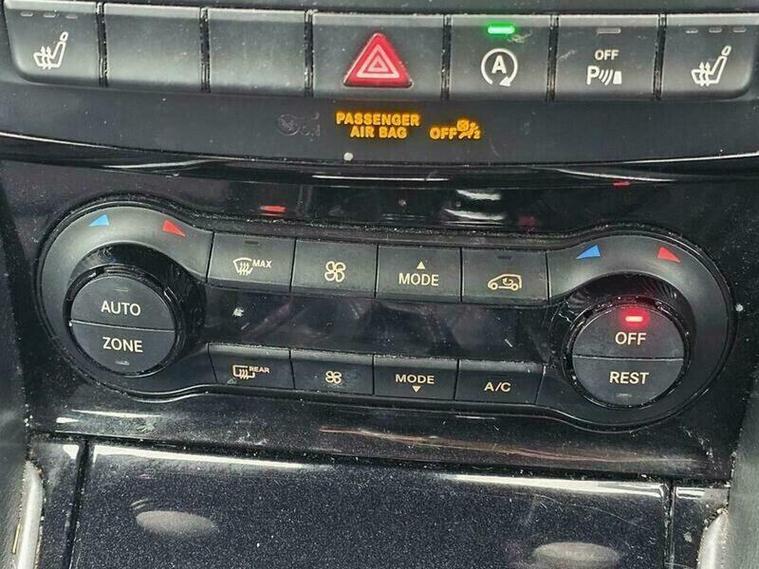 A
OFF
P
PASSENGER
AIR BAG OFF
MAX
MODE
AUTO
ZONE
OFF
REST
REAR
MODE
A/C